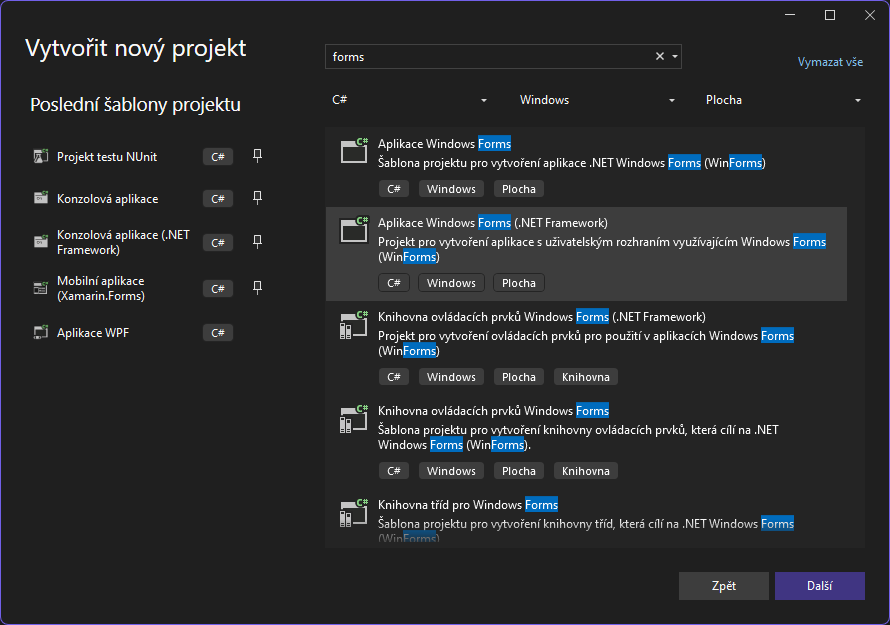 Vytvořit nový projekt
forms
Vymazat vše
Poslední šablony projektu
C#
Windows
Plocha
Projekt testu NUnit
C#
Konzolová aplikace
C#
Konzolová aplikace (.NET
Framework)
C#
Mobilní aplikace
(Xamarin.Forms)
C#
Aplikace WPF
C#
C#
Aplikace Windows Forms
Šablona projektu pro vytvoření aplikace .NET Windows Forms (WinForms)
C#
Windows
Plocha
C#
Aplikace Windows Forms (.NET Framework)
Projekt pro vytvoření aplikace s uživatelským rozhraním využívajícím Windows Forms
(WinForms)
C#
Windows
Plocha
C#
Knihovna ovládacích prvků Windows Forms (.NET Framework)
Projekt pro vytvoření ovládacích prvků pro použití v aplikacích Windows Forms
(WinForms)
C#
Windows
Plocha
Knihovna
C#
Knihovna ovládacích prvků Windows Forms
Šablona projektu pro vytvoření knihovny ovládacích prvků, která cílí na .NET
Windows Forms (WinForms).
C#
Windows
Plocha
Knihovna
C#
Knihovna tříd pro Windows Forms
Šablona projektu pro vytvoření knihovny tříd, která cílí na .NET Windows Forms
(WinForms)
Zpět
Další